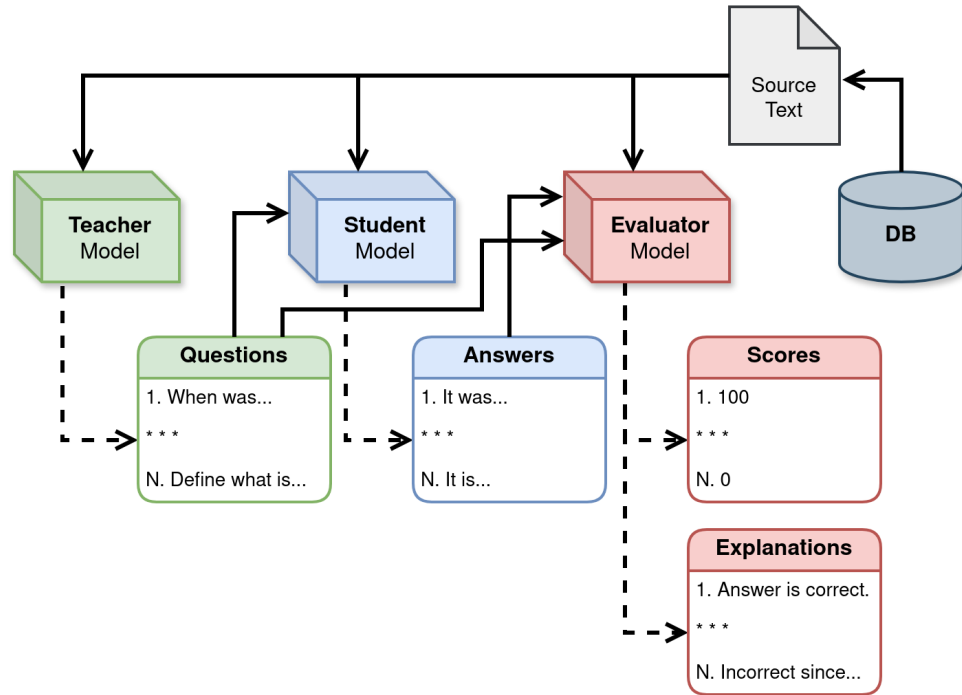 Source
Text
Teacher
Model
Student
Model
Evaluator
Model
DB
Questions
1. When was...
* * *
N. Define what is...
Answers
1. It was...
* * *
N. It is...
Scores
1. 100
* * *
N. 0
Explanations
1. Answer is correct.
* * *
N. Incorrect since...